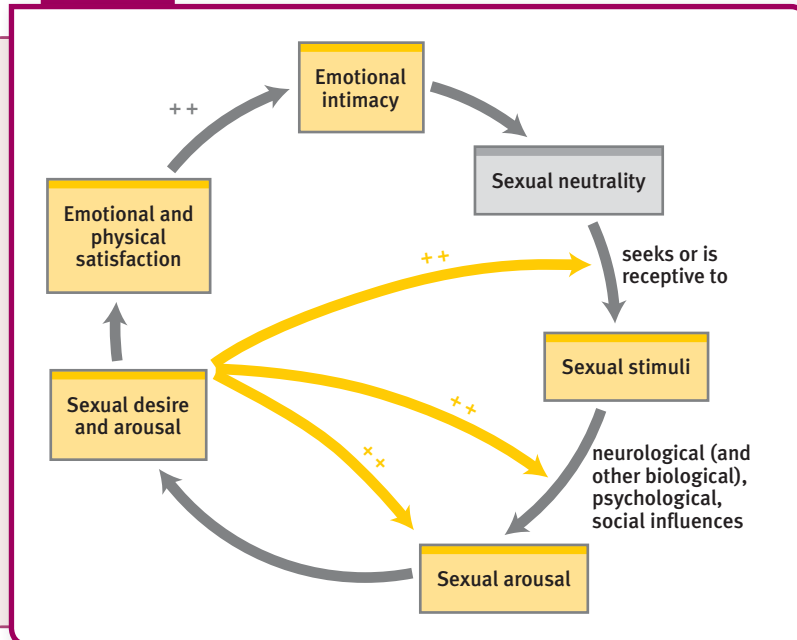 Emotional
intimacy
++
Sexual neutrality
Emotional and
physical
satisfaction
seeks or is
receptive to
++
Sexual stimuli
Sexual desire
and arousal
++
neurological (and
other biological),
psychological,
social influences
++
Sexual arousal